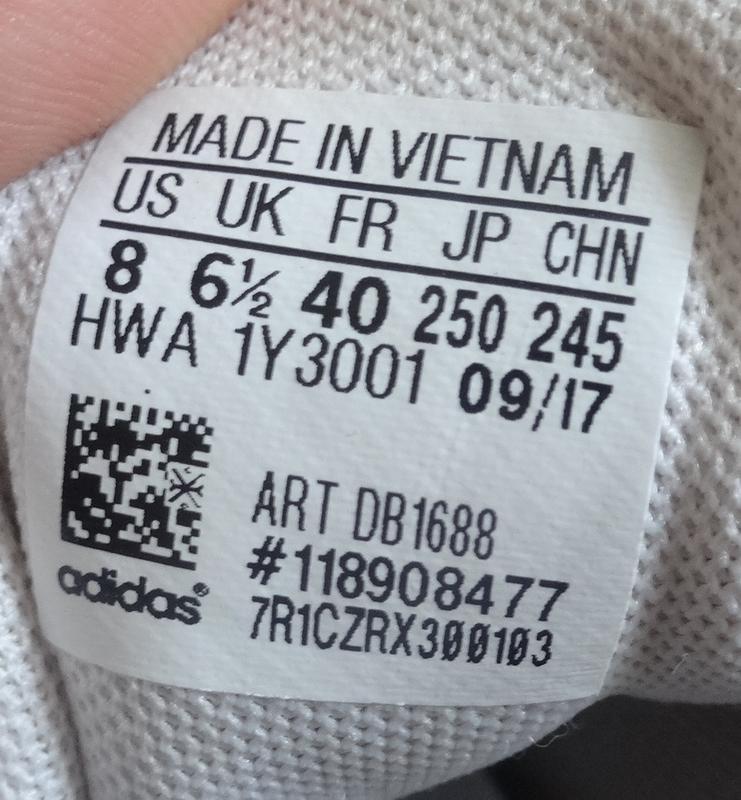 MADE IN VIETNAM
US UK FR JP CHN
8 6½ 40 250 245
HWA 1Y3001 09/17
ART DB1688
#118908477
7R1CZRX300103
adidas®